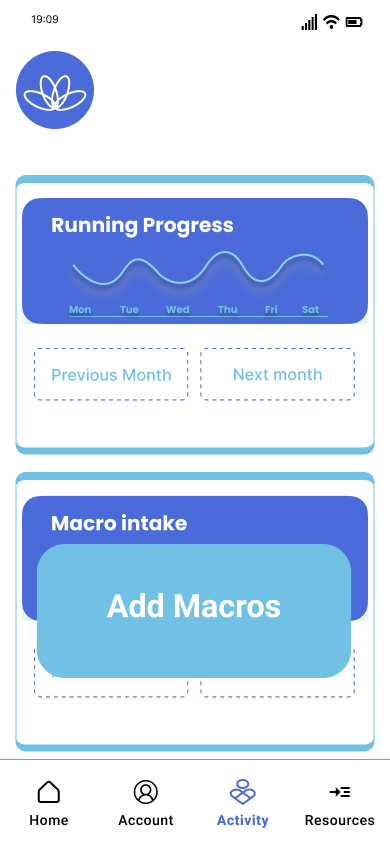 19:09
Running Progress
Mon Tue Wed Thu Fri Sat
Previous Month Next month
Macro intake
Add Macros
Home Account Activity Resources